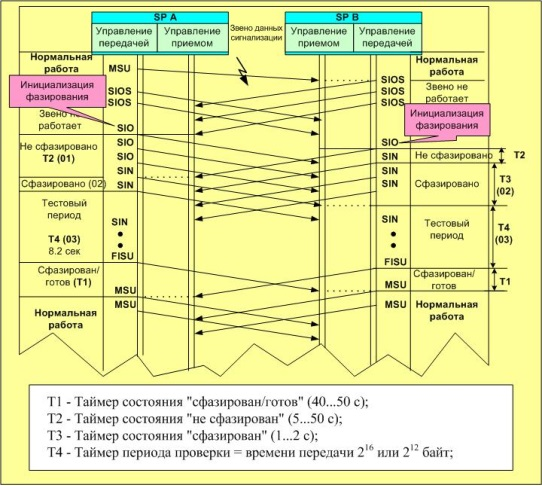 SP A
SP B
Управление передачей
Управление приемом
Звено данных сигнализации
Управление приемом
Управление передачей
Нормальная работа
MSU
Нормальная работа
Инициализация фазирования
SIOS
SIOS
SIOS
SIOS
SIOS
Звено не работает
Звено не работает
Инициализация фазирования
SIO
SIO
Не сфазировано
T2 (01)
SIO
SIO
SIN
Не сфазировано
T2
Сфазировано (02)
SIN
SIN
SIN
SIN
Сфазировано
T3
(02)
Тестовый период
T4 (03)
8.2 сек
SIN
FISU
SIN
FISU
Тестовый период
T4
(03)
Сфазирован/готов (T1)
MSU
MSU
Сфазирован/готов
T1
Нормальная работа
MSU
Нормальная работа
T1 - Таймер состояния "сфазирован/готов" (40...50 с);
T2 - Таймер состояния "не сфазирован" (5...50 с);
T3 - Таймер состояния "сфазирован" (1...2 с);
T4 - Таймер периода проверки = времени передачи 2¹⁶ или 2¹² байт;